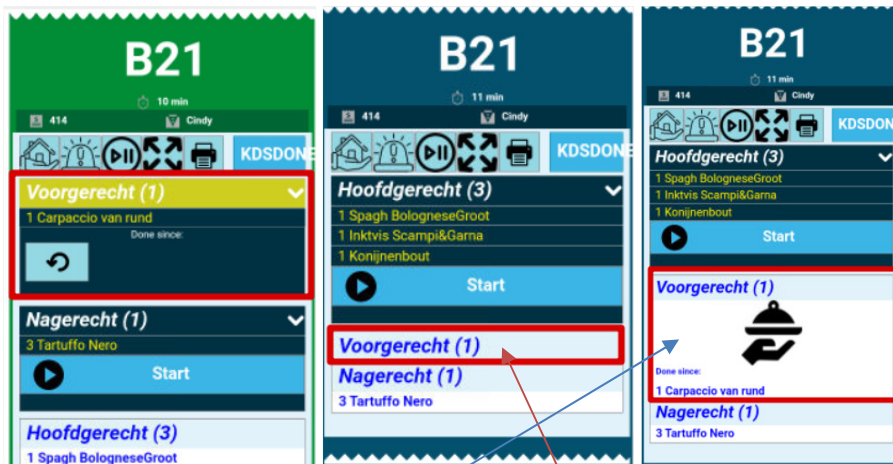 B21
10 min
414 Cindy
KDSDONE
Voorgerecht (1)
1 Carpaccio van rund
Done since:
Nagerecht (1)
3 Tartuffo Nero
Start
Hoofdgerecht (3)
1 Spagh BologneseGroot
B21
11 min
414 Cindy
KDSDONE
Hoofdgerecht (3)
1 Spagh BologneseGroot
1 Inktvis Scampi&Garna
1 Konijnenbout
Start
Voorgerecht (1)
Nagerecht (1)
3 Tartuffo Nero
B21
11 min
414 Cindy
KDSDON
Hoofdgerecht (3)
1 Spagh BologneseGroot
1 Inktvis Scampi&Garna
1 Konijnenbout
Start
Voorgerecht (1)
Done since:
1 Carpaccio van rund
Nagerecht (1)
3 Tartuffo Nero